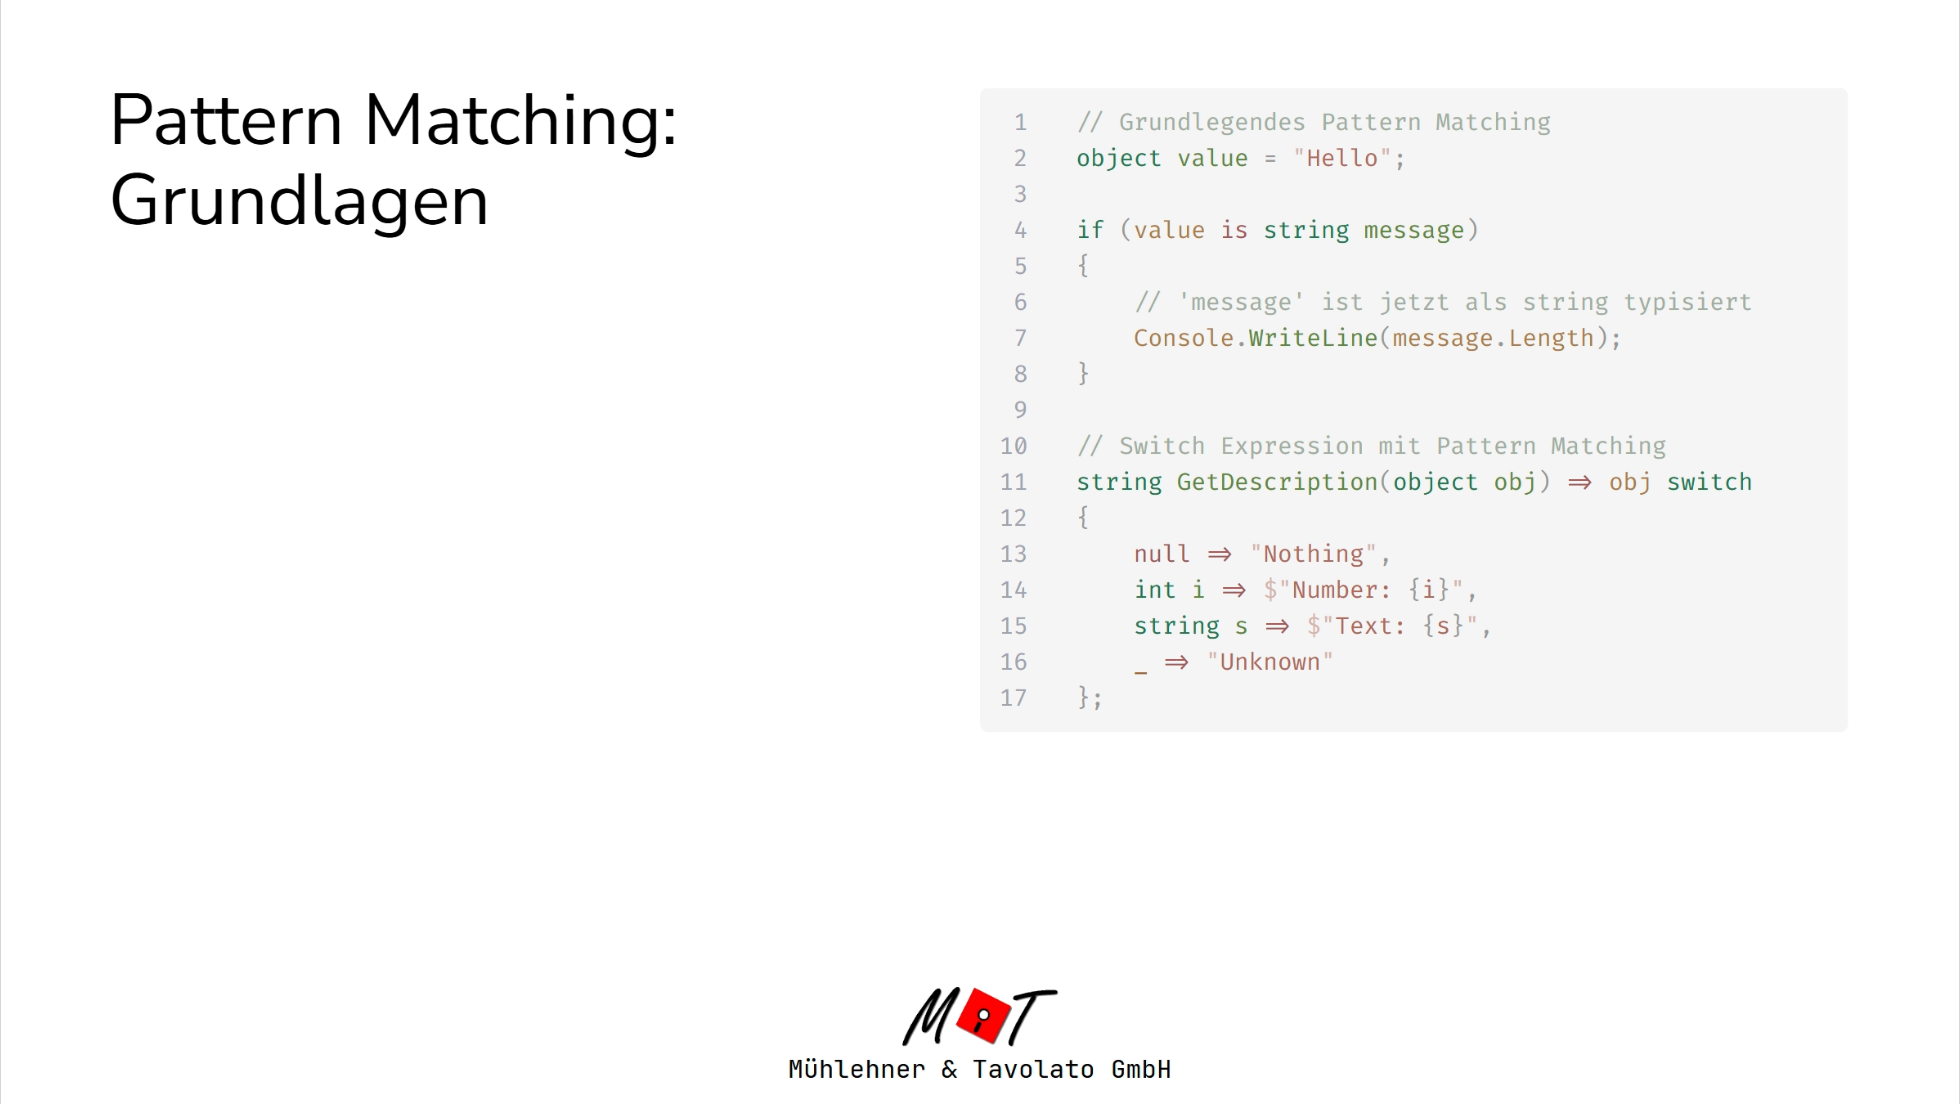 Pattern Matching:
Grundlagen
1 // Grundlegendes Pattern Matching
2 object value = "Hello";
3
4 if (value is string message)
5 {
6     // 'message' ist jetzt als string typisiert
7     Console.WriteLine(message.Length);
8 }
9
10 // Switch Expression mit Pattern Matching
11 string GetDescription(object obj) => obj switch
12 {
13     null => "Nothing",
14     int i => $"Number: {i}",
15     string s => $"Text: {s}",
16     _ => "Unknown"
17 };
M T
Mühlehner & Tavolato GmbH